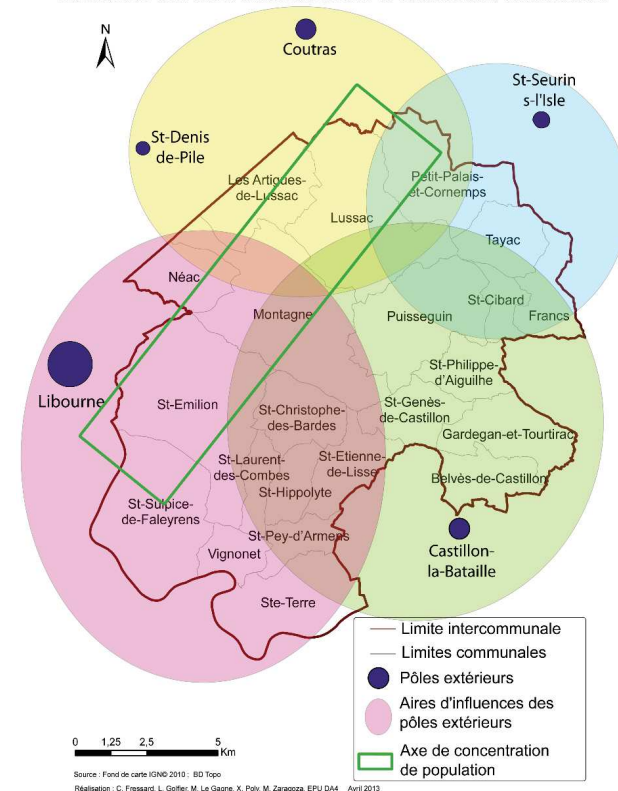 N
Coutras
St-Seurin
s-l'Isle
St-Denis
de-Pile
Les Artigues-
de-Lussac
Petit-Palais-
et-Cornemps
Lussac
Tayac
Néac
St-Cibard
Montagne
Puisseguin
Francs
St-Philippe-
d'Aiguilhe
Libourne
St-Emilion
St-Christophe-
des-Bardes
St-Genès-
de-Castillon
Gardegan-et-Tourtirac
St-Laurent-
des-Combes
St-Etienne-
de-Lisse
Belvès-de-Castillon
St-Hippolyte
St-Sulpice-
de-Faleyrens
St-Pey-d'Armens
Castillon-
la-Bataille
Vignonet
Ste-Terre
Limite intercommunale
Limites communales
Pôles extérieurs
Aires d'influences des
pôles extérieurs
Axe de concentration
de population
0 1,25 2,5 5
Km
Source : Fond de carte IGN© 2010 ; BD Topo
Réalisation : C. Fressard, L. Golfier, M. Le Gagne, X. Poly, M. Zaragoza, EPU DA4 Avril 2013